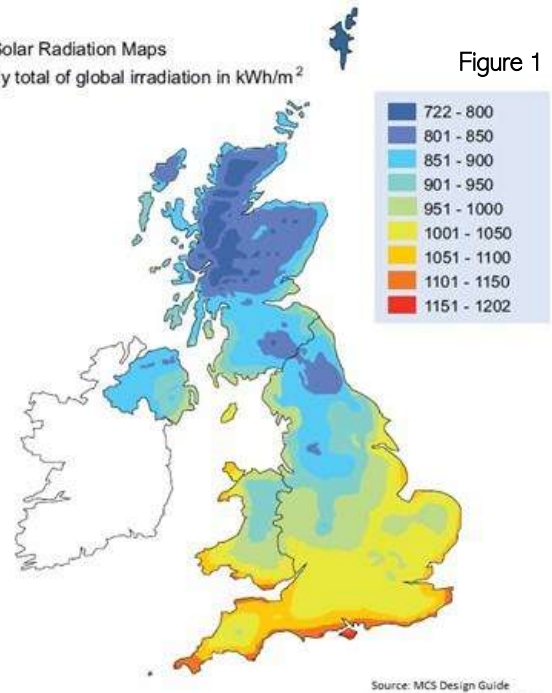 Solar Radiation Maps
y total of global irradiation in kWh/m²
Figure 1
722 - 800
801 - 850
851 - 900
901 - 950
951 - 1000
1001 - 1050
1051 - 1100
1101 - 1150
1151 - 1202
Source: MCS Design Guide